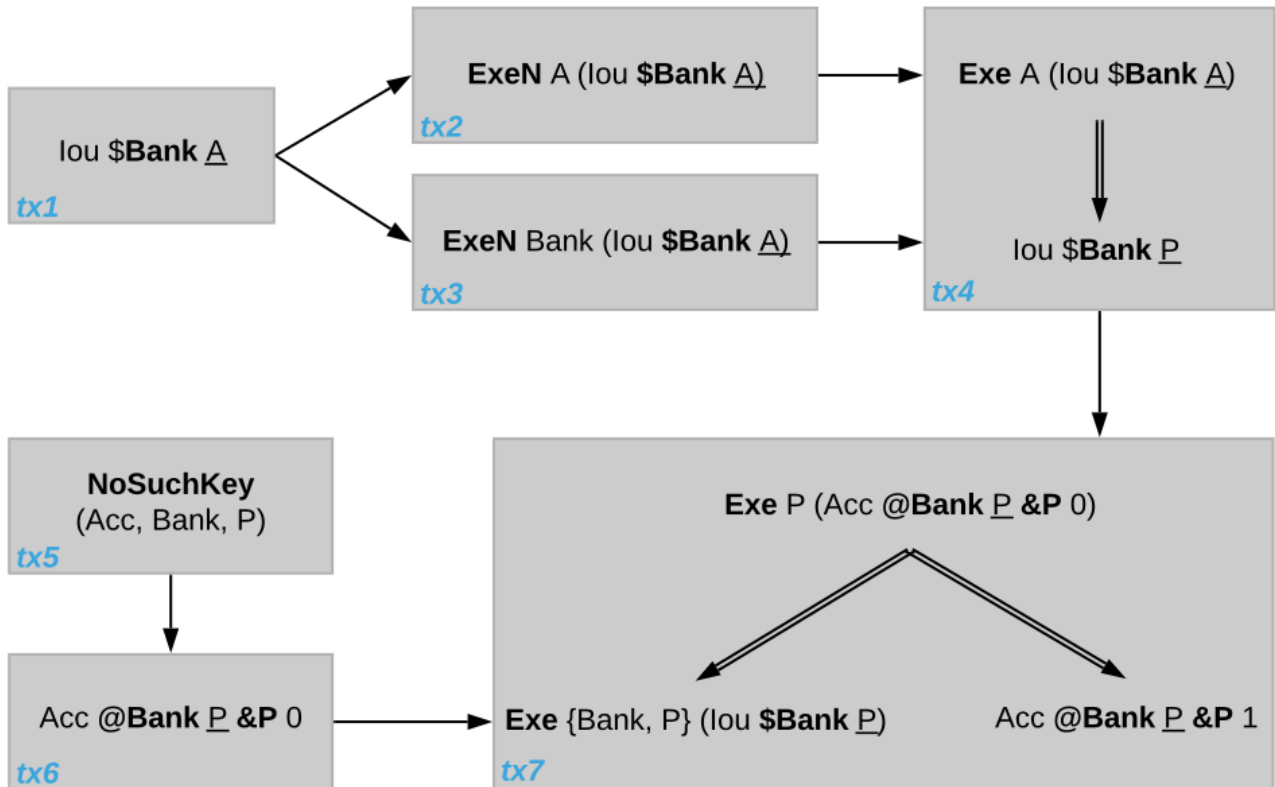 Iou $Bank A
tx1
ExeN A (Iou $Bank A)
tx2
ExeN Bank (Iou $Bank A)
tx3
Exe A (Iou $Bank A)
Iou $Bank P
tx4
NoSuchKey
(Acc, Bank, P)
tx5
Acc @Bank P &P 0
tx6
Exe P (Acc @Bank P &P 0)
Exe {Bank, P} (Iou $Bank P)
Acc @Bank P &P 1
tx7